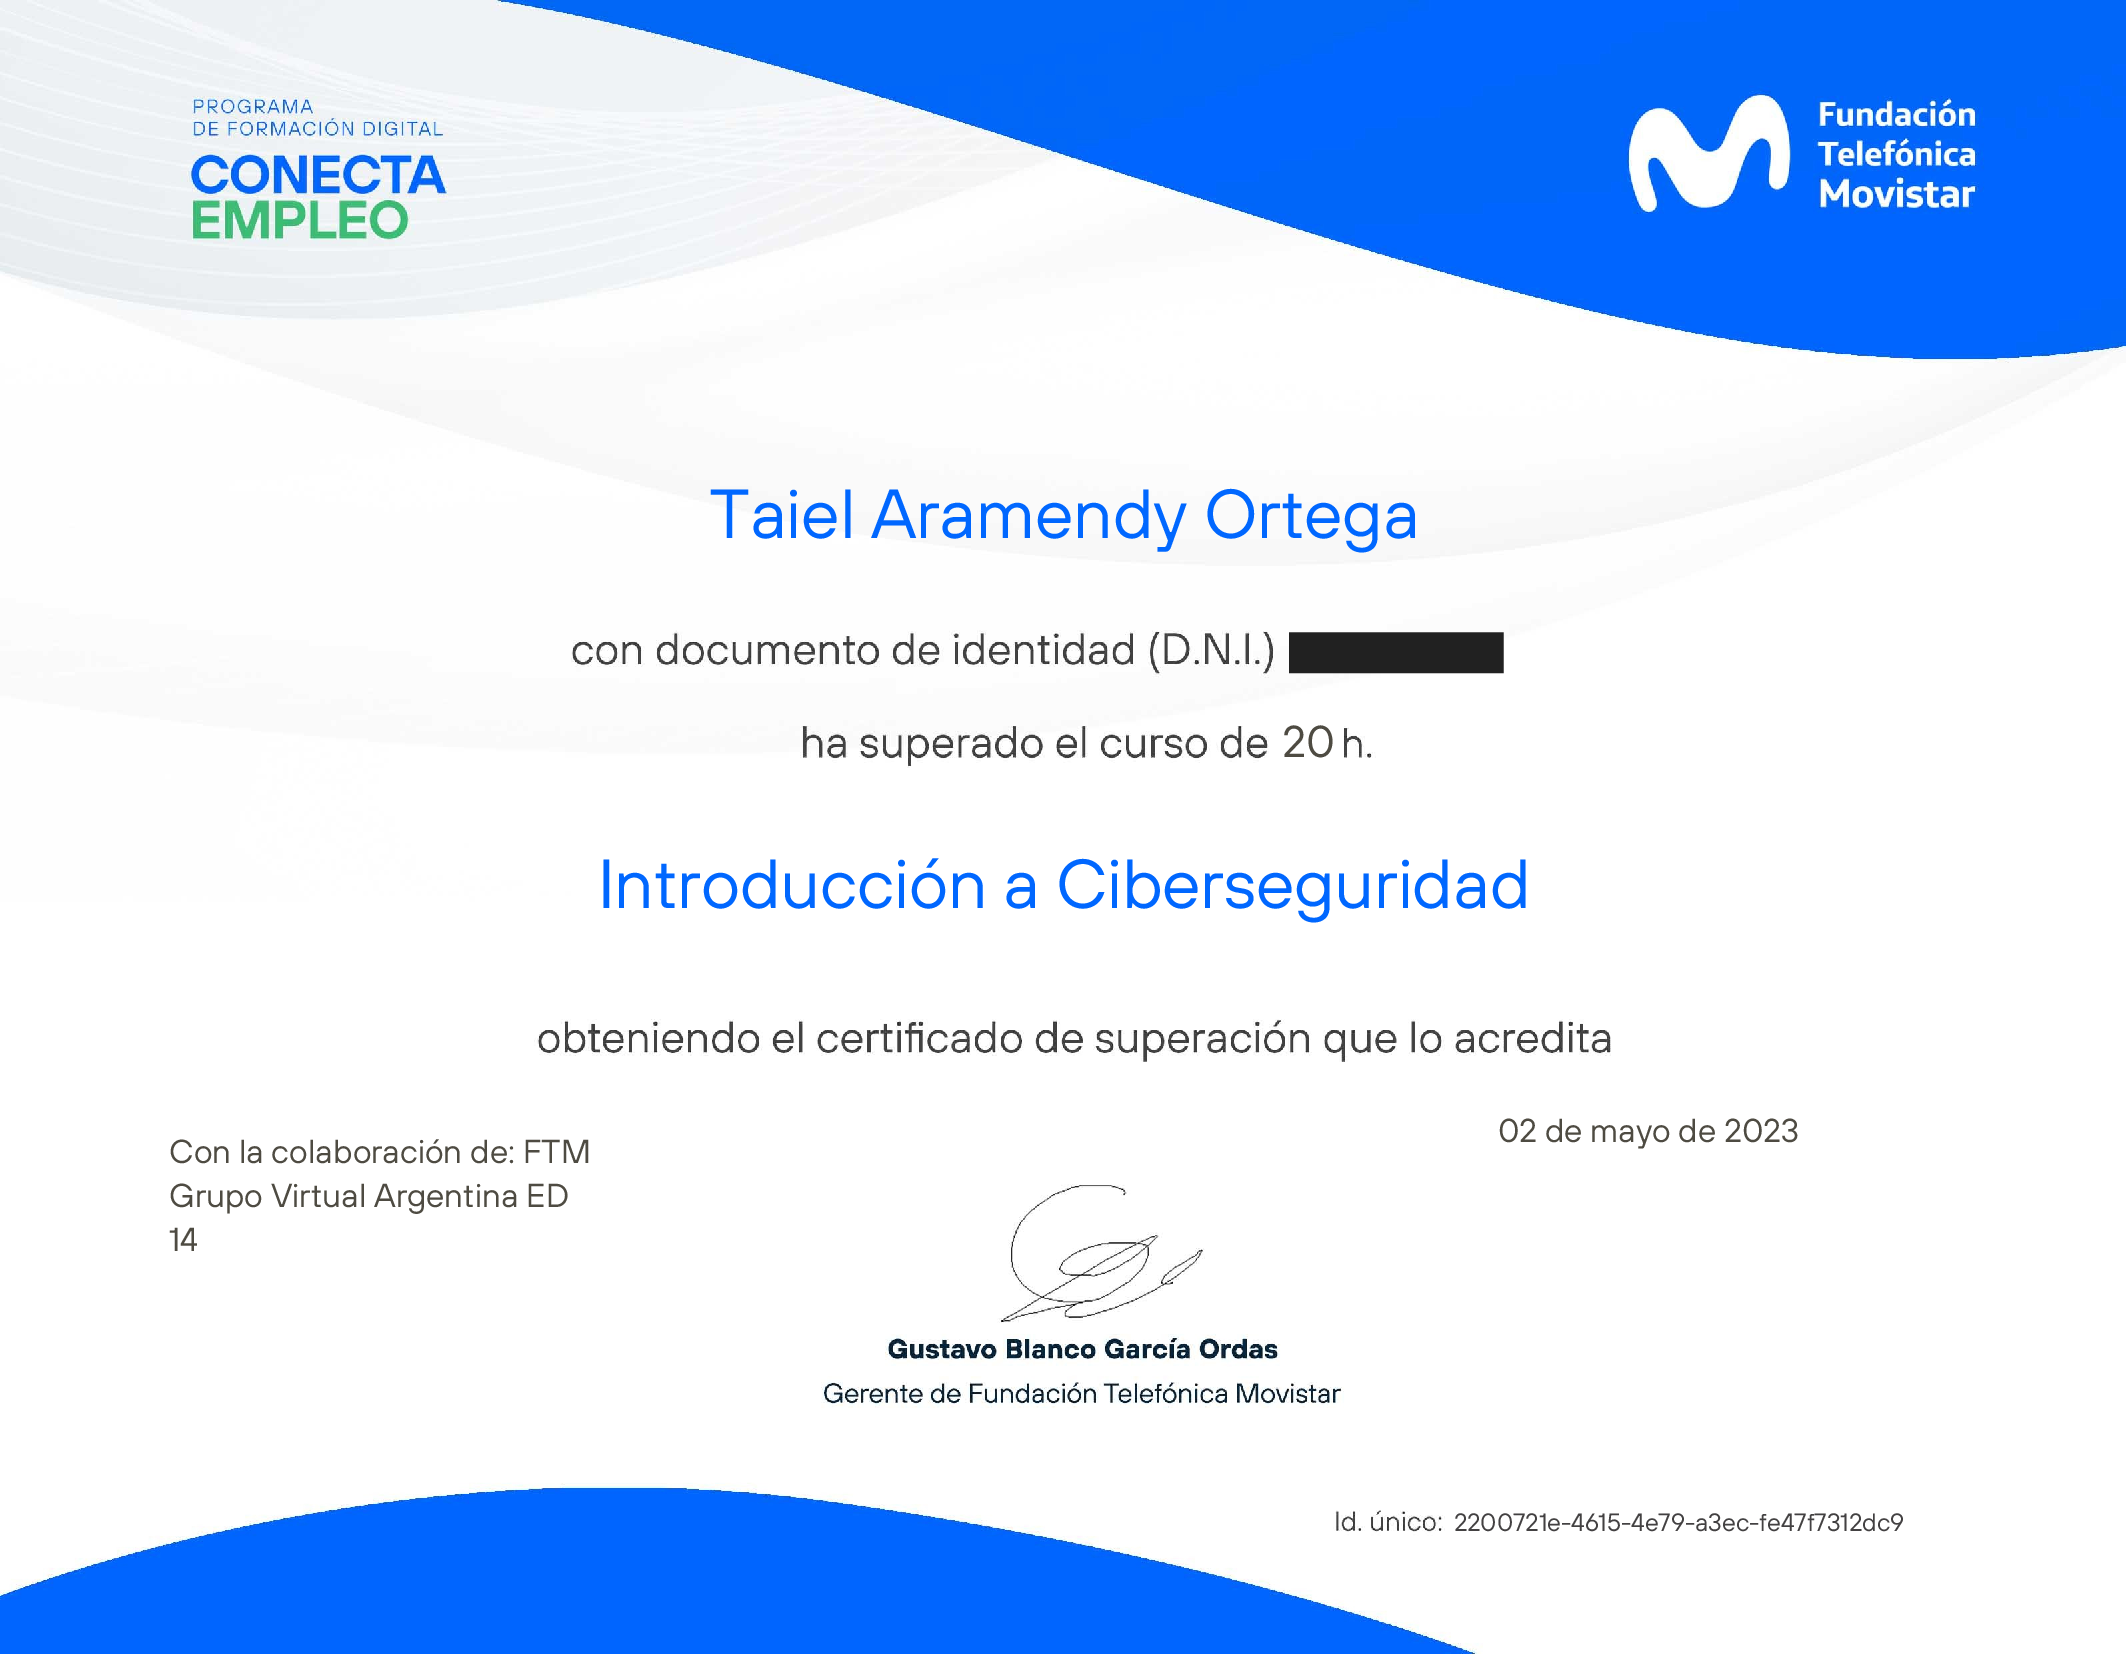 PROGRAMA
DE FORMACIÓN DIGITAL
CONECTA
EMPLEO
Fundación
Telefónica
Movistar
Taiel Aramendy Ortega
con documento de identidad (D.N.I.)
ha superado el curso de 20 h.
Introducción a Ciberseguridad
obteniendo el certificado de superación que lo acredita
Con la colaboración de: FTM
Grupo Virtual Argentina ED
14
02 de mayo de 2023
Gustavo Blanco García Ordas
Gerente de Fundación Telefónica Movistar
Id. único: 2200721e-4615-4e79-a3ec-fe47f7312dc9